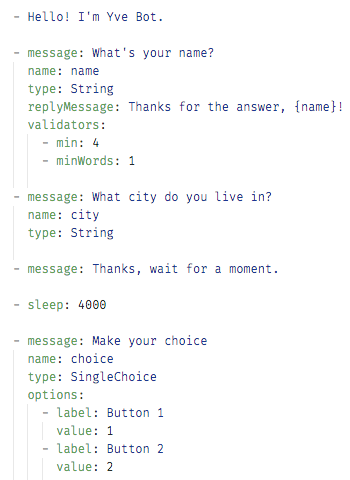 - Hello! I'm Yve Bot.
- message: What's your name?
name: name
type: String
replyMessage: Thanks for the answer, {name}!
validators:
- min: 4
- minWords: 1
- message: What city do you live in?
name: city
type: String
- message: Thanks, wait for a moment.
- sleep: 4000
- message: Make your choice
name: choice
type: SingleChoice
options:
- label: Button 1
value: 1
- label: Button 2
value: 2